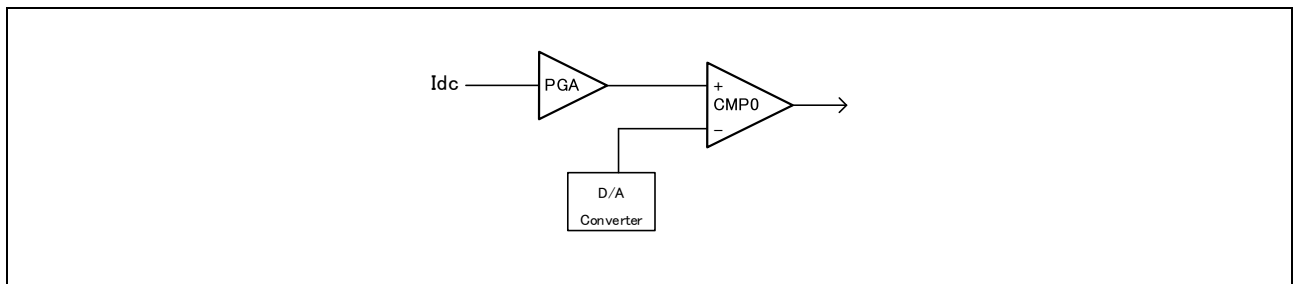 Idc
PGA
+
CMP0
−
D/A
Converter